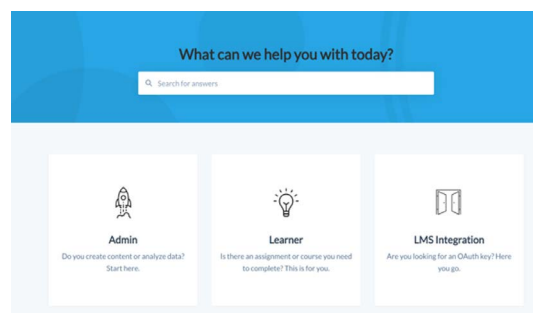 What can we help you with today?
Search for answers
Admin
Do you create content or analyze data?
Start here.
Learner
Is there an assignment or course you need
to complete? This is for you.
LMS Integration
Are you looking for an OAuth key? Here
you go.